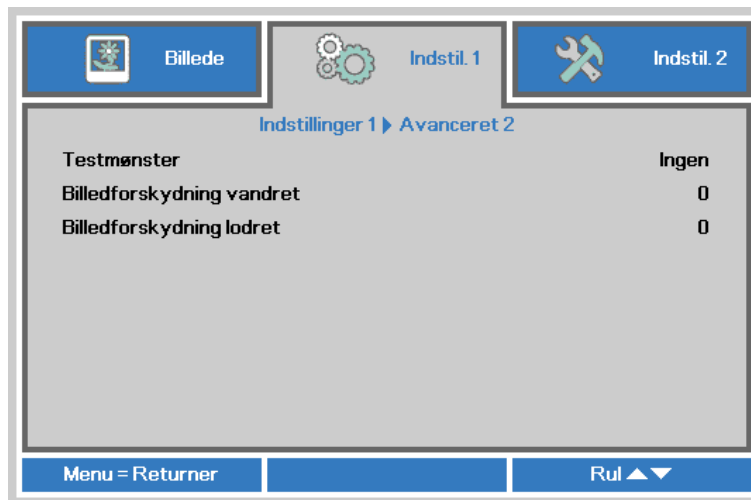 Billede
Indstil. 1
Indstil. 2
Indstillinger 1 ▶ Avanceret 2
Testmønster Ingen
Billedforskydning vandret 0
Billedforskydning lodret 0
Menu = Returner
Rul ▲▼